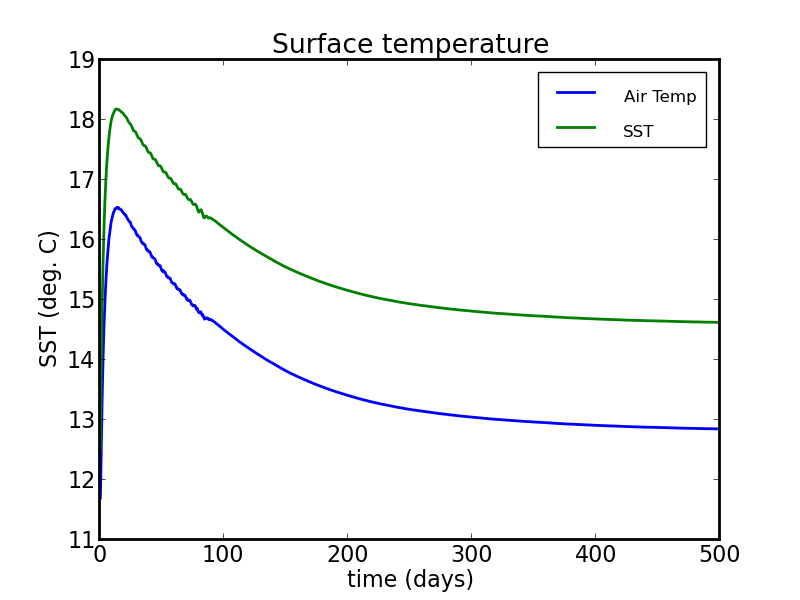 Surface temperature
19
18
17
16
15
14
13
12
11
SST (deg. C)
Air Temp
SST
0 100 200 300 400 500
time (days)